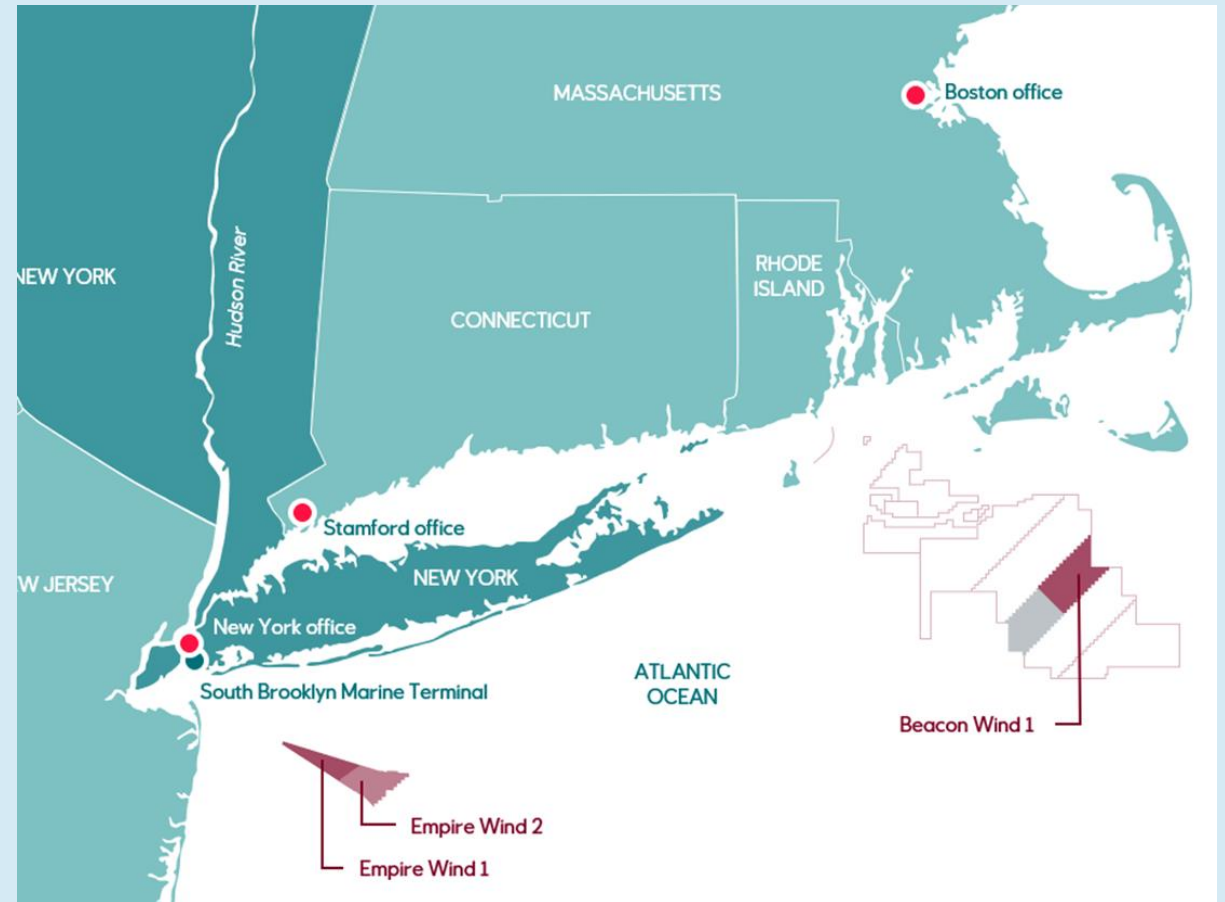 MASSACHUSETTS
Boston office
Hudson River
NEW YORK
RHODE
ISLAND
CONNECTICUT
Stamford office
NEW YORK
W JERSEY
New York office
South Brooklyn Marine Terminal
ATLANTIC
OCEAN
Beacon Wind 1
Empire Wind 2
Empire Wind 1